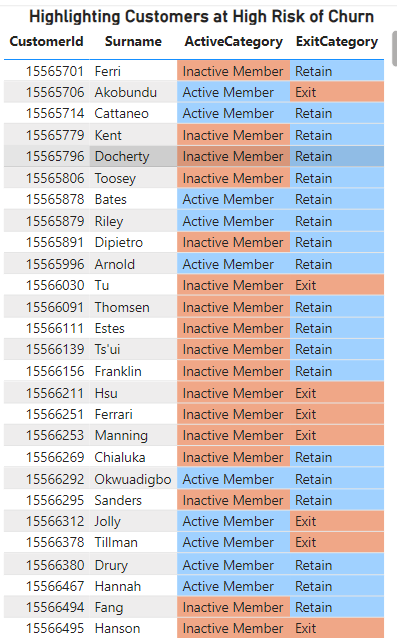 Highlighting Customers at High Risk of Churn
CustomerId Surname ActiveCategory ExitCategory
15565701 Ferri Inactive Member Retain
15565706 Akobundu Active Member Exit
15565714 Cattaneo Active Member Retain
15565779 Kent Inactive Member Retain
15565796 Docherty Inactive Member Retain
15565806 Toosey Inactive Member Retain
15565878 Bates Active Member Retain
15565879 Riley Active Member Retain
15565891 Dipietro Inactive Member Retain
15565996 Arnold Active Member Retain
15566030 Tu Inactive Member Exit
15566091 Thomsen Inactive Member Retain
15566111 Estes Inactive Member Retain
15566139 Ts'ui Inactive Member Retain
15566156 Franklin Inactive Member Retain
15566211 Hsu Inactive Member Exit
15566251 Ferrari Inactive Member Exit
15566253 Manning Inactive Member Exit
15566269 Chialuka Inactive Member Retain
15566292 Okwuadigbo Active Member Retain
15566295 Sanders Inactive Member Retain
15566312 Jolly Active Member Exit
15566378 Tillman Active Member Exit
15566380 Drury Active Member Retain
15566467 Hannah Active Member Retain
15566494 Fang Inactive Member Retain
15566495 Hanson Inactive Member Exit